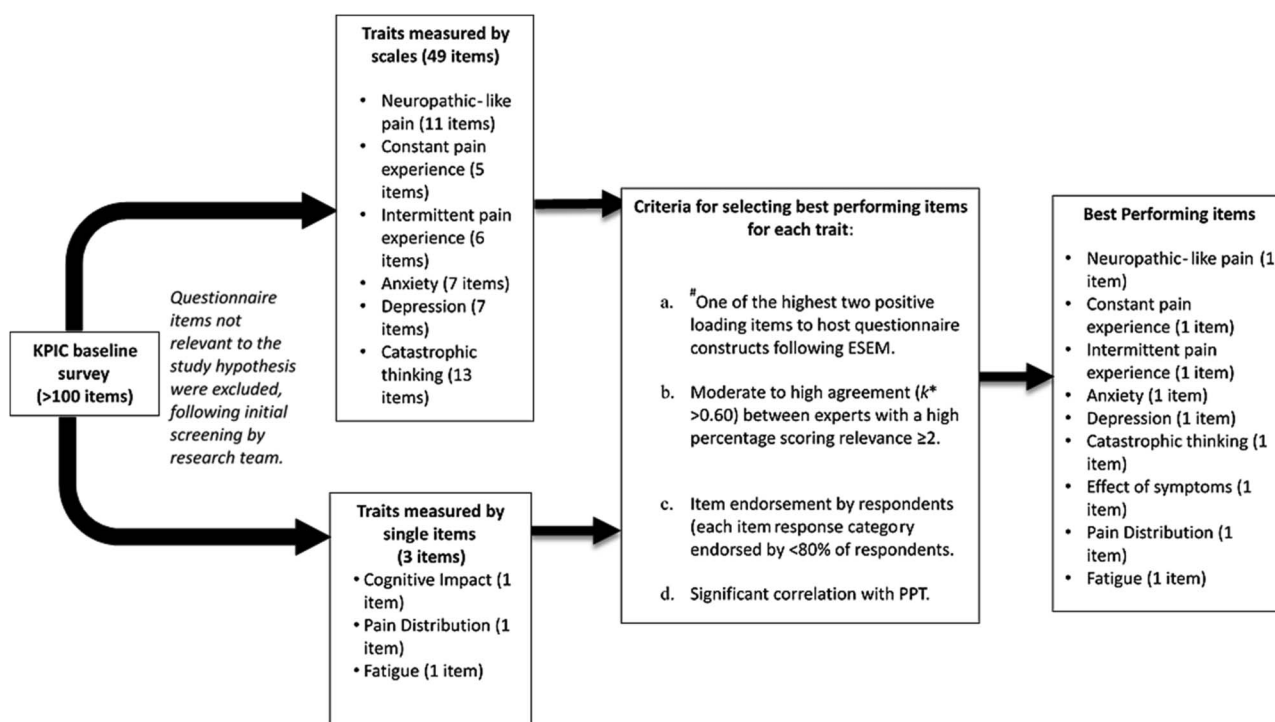 KPIC baseline
survey
(>100 items)
Questionnaire
items not
relevant to the
study hypothesis
were excluded,
following initial
screening by
research team.
Traits measured by
scales (49 items)
• Neuropathic-like
pain (11 items)
• Constant pain
experience (5
items)
• Intermittent pain
experience (6
items)
• Anxiety (7 items)
• Depression (7
items)
• Catastrophic
thinking (13
items)
Traits measured by
single items
(3 items)
• Cognitive Impact (1
item)
• Pain Distribution (1
item)
• Fatigue (1 item)
Criteria for selecting best performing items
for each trait:
a. #One of the highest two positive
loading items to host questionnaire
constructs following ESEM.
b. Moderate to high agreement (k*
>0.60) between experts with a high
percentage scoring relevance ≥2.
c. Item endorsement by respondents
(each item response category
endorsed by <80% of respondents.
d. Significant correlation with PPT.
Best Performing items
• Neuropathic-like pain (1
item)
• Constant pain
experience (1 item)
• Intermittent pain
experience (1 item)
• Anxiety (1 item)
• Depression (1 item)
• Catastrophic thinking (1
item)
• Effect of symptoms (1
item)
• Pain Distribution (1
item)
• Fatigue (1 item)